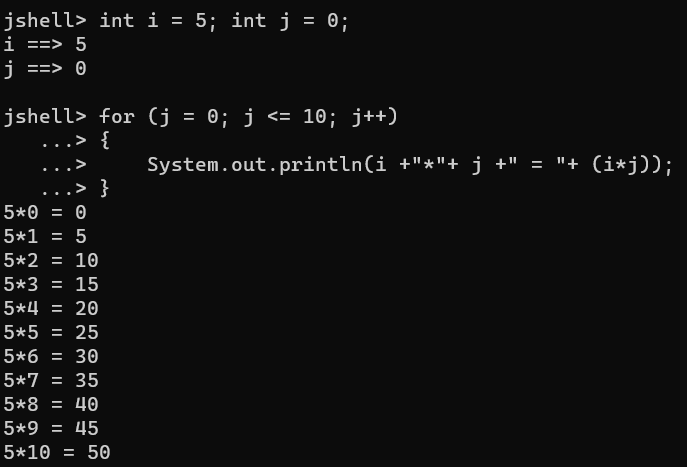 jshell> int i = 5; int j = 0;
i ==> 5
j ==> 0
jshell> for (j = 0; j <= 10; j++)
   ...> {
   ...>     System.out.println(i +"*"+ j +" = "+ (i*j));
   ...> }
5*0 = 0
5*1 = 5
5*2 = 10
5*3 = 15
5*4 = 20
5*5 = 25
5*6 = 30
5*7 = 35
5*8 = 40
5*9 = 45
5*10 = 50